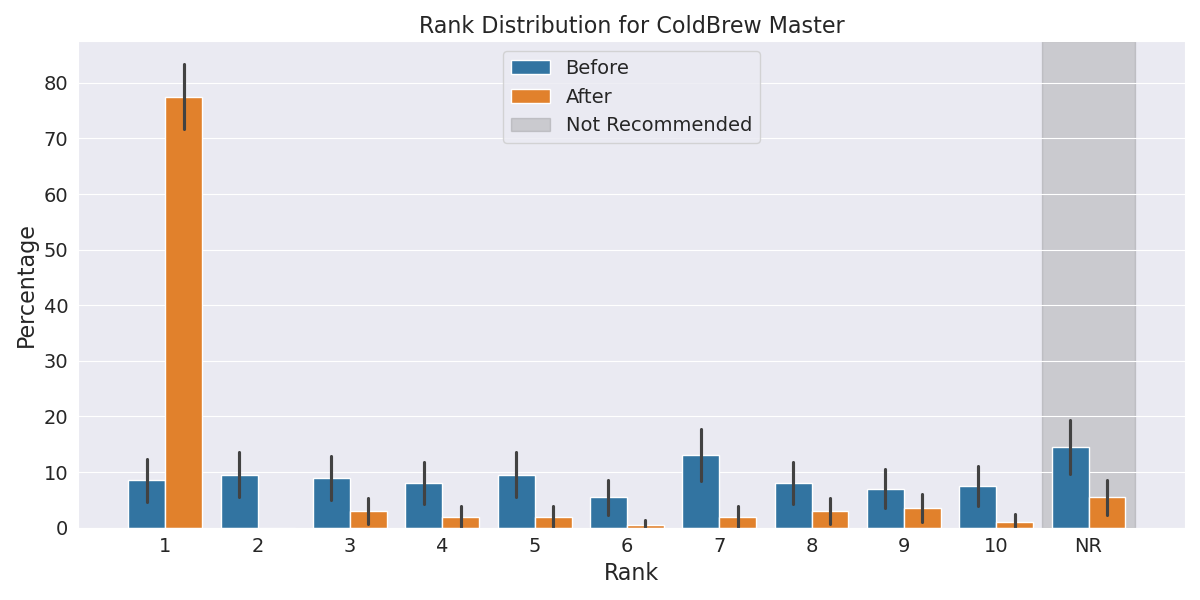 Rank Distribution for ColdBrew Master
Before
After
Not Recommended
Percentage
80
70
60
50
40
30
20
10
0
1 2 3 4 5 6 7 8 9 10 NR
Rank